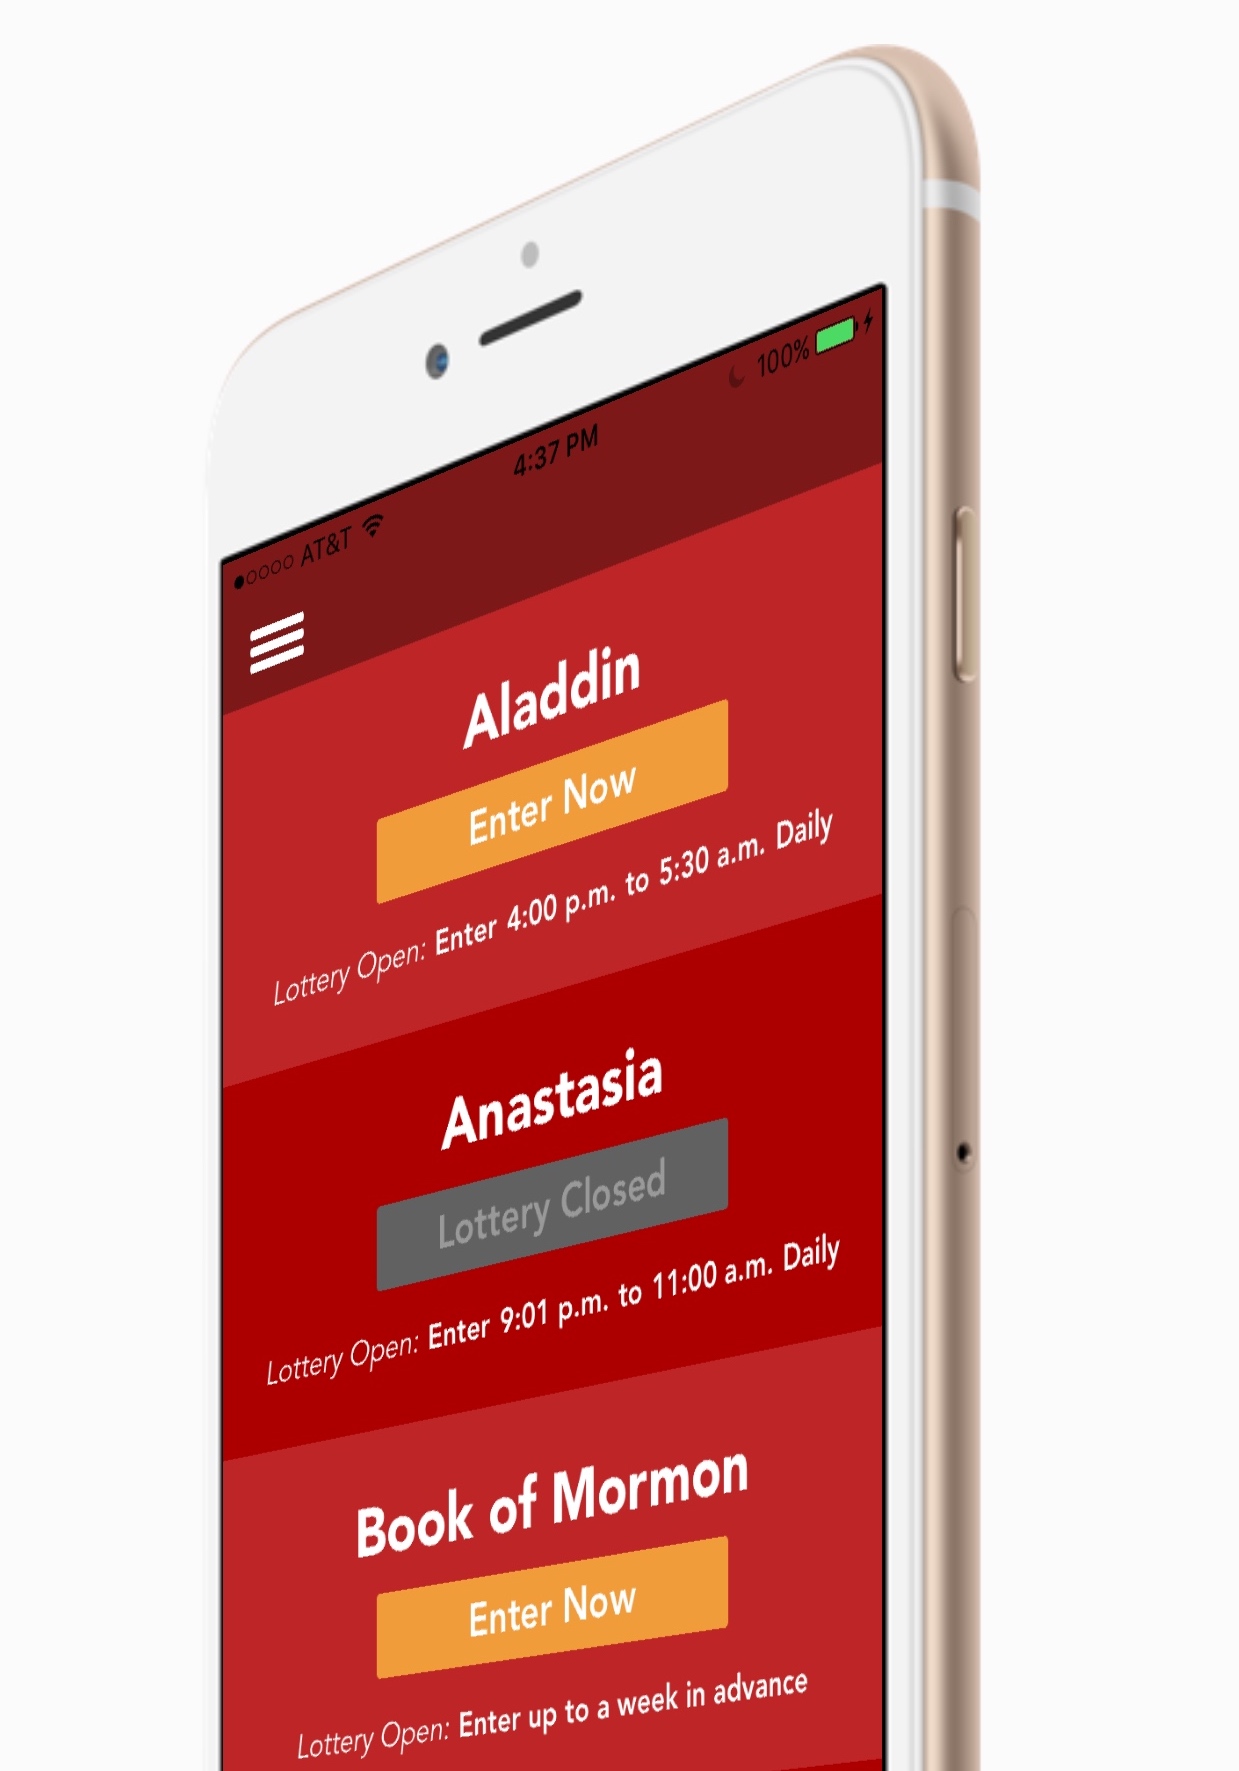 AT&T 4:37 PM 100%
Aladdin
Enter Now
Lottery Open: Enter 4:00 p.m. to 5:30 a.m. Daily
Anastasia
Lottery Closed
Lottery Open: Enter 9:01 p.m. to 11:00 a.m. Daily
Book of Mormon
Enter Now
Lottery Open: Enter up to a week in advance